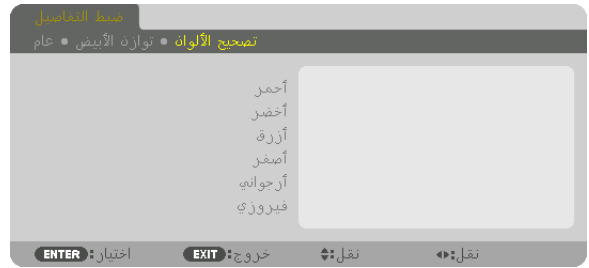 ضبط التفاصيل
عام ● توازن الأبيض ● تصحيح الألوان
أحمر
أخضر
أزرق
أصفر
أرجواني
فيروزي
ENTER :اختيار EXIT :خروج نقل: نقل: